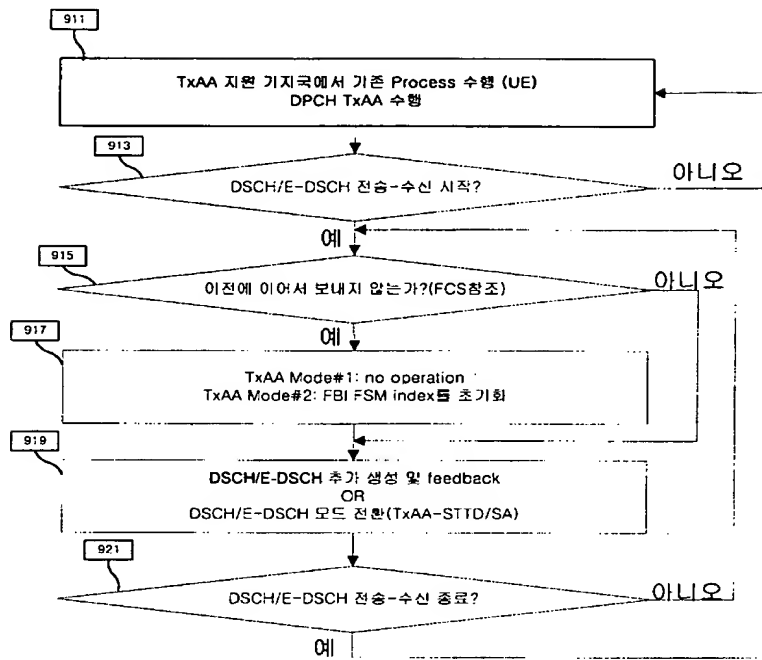 911
TxAA 지원 기지국에서 기존 Process 수행 (UE)
DPCH TxAA 수행
913
DSCH/E-DSCH 전송-수신 시작?
아니오
예
915
이전에 이어서 보내지 않는가?(FCS참조)
아니오
예
917
TxAA Mode#1: no operation
TxAA Mode#2: FBI FSM index를 초기화
919
DSCH/E-DSCH 추가 생성 및 feedback
OR
DSCH/E-DSCH 모드 전환(TxAA-STTD/SA)
921
DSCH/E-DSCH 전송-수신 종료?
아니오
예